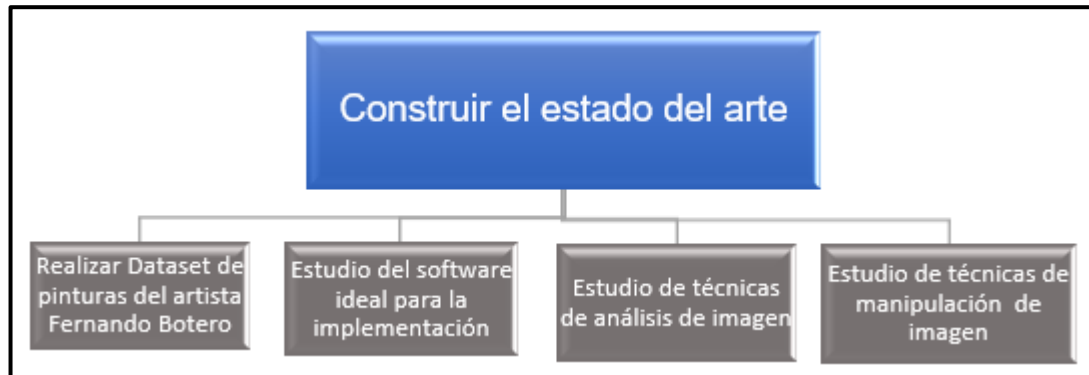 Construir el estado del arte
Realizar Dataset de
pinturas del artista
Fernando Botero
Estudio del software
ideal para la
implementación
Estudio de técnicas
de análisis de imagen
Estudio de técnicas de
manipulación de
imagen